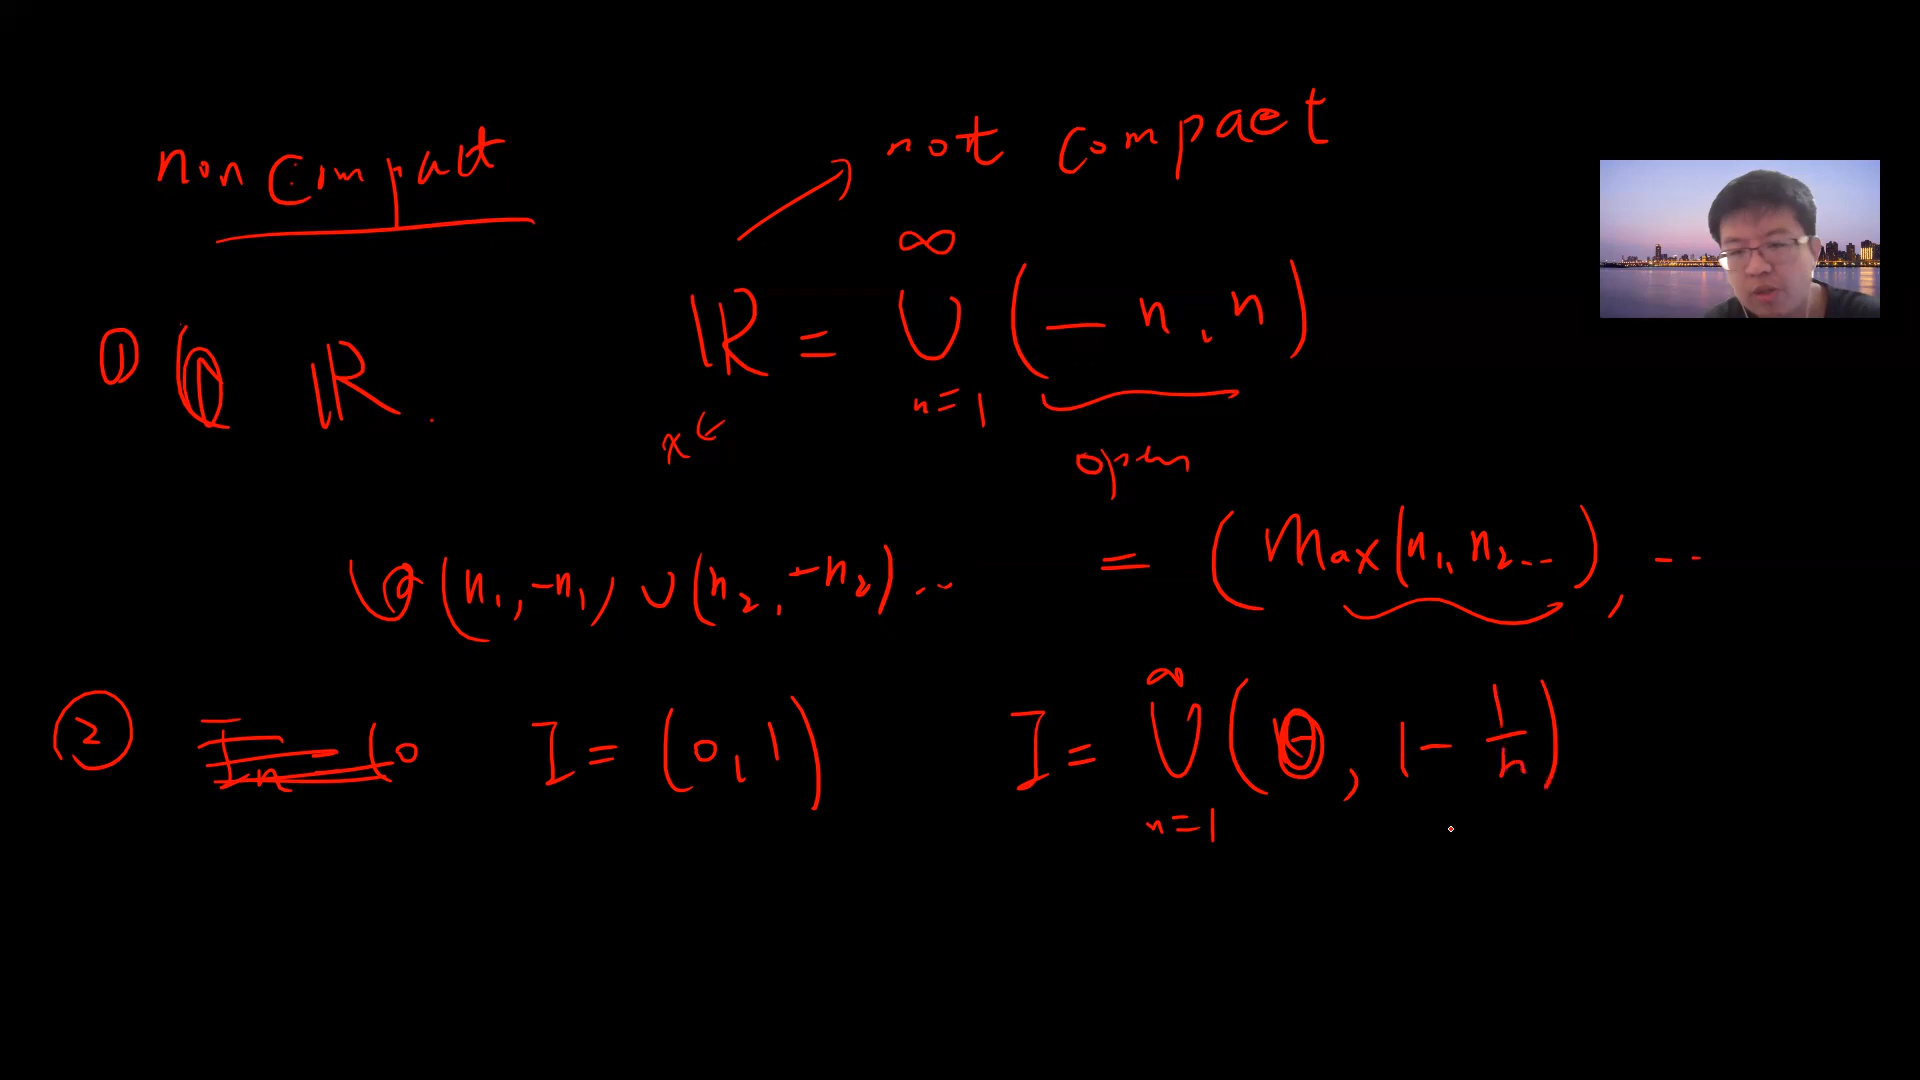 non compact
not compact
① Q R.
R = ∞ ∪ n=1 (-n, n)
x ∈
open
∪ (n₁, -n₁) ∪ (n₂, -n₂) ... = (Max(n₁, n₂...), ...
② I = (0, 1) I = ∞ ∪ n=1 (0, 1 - 1/n)